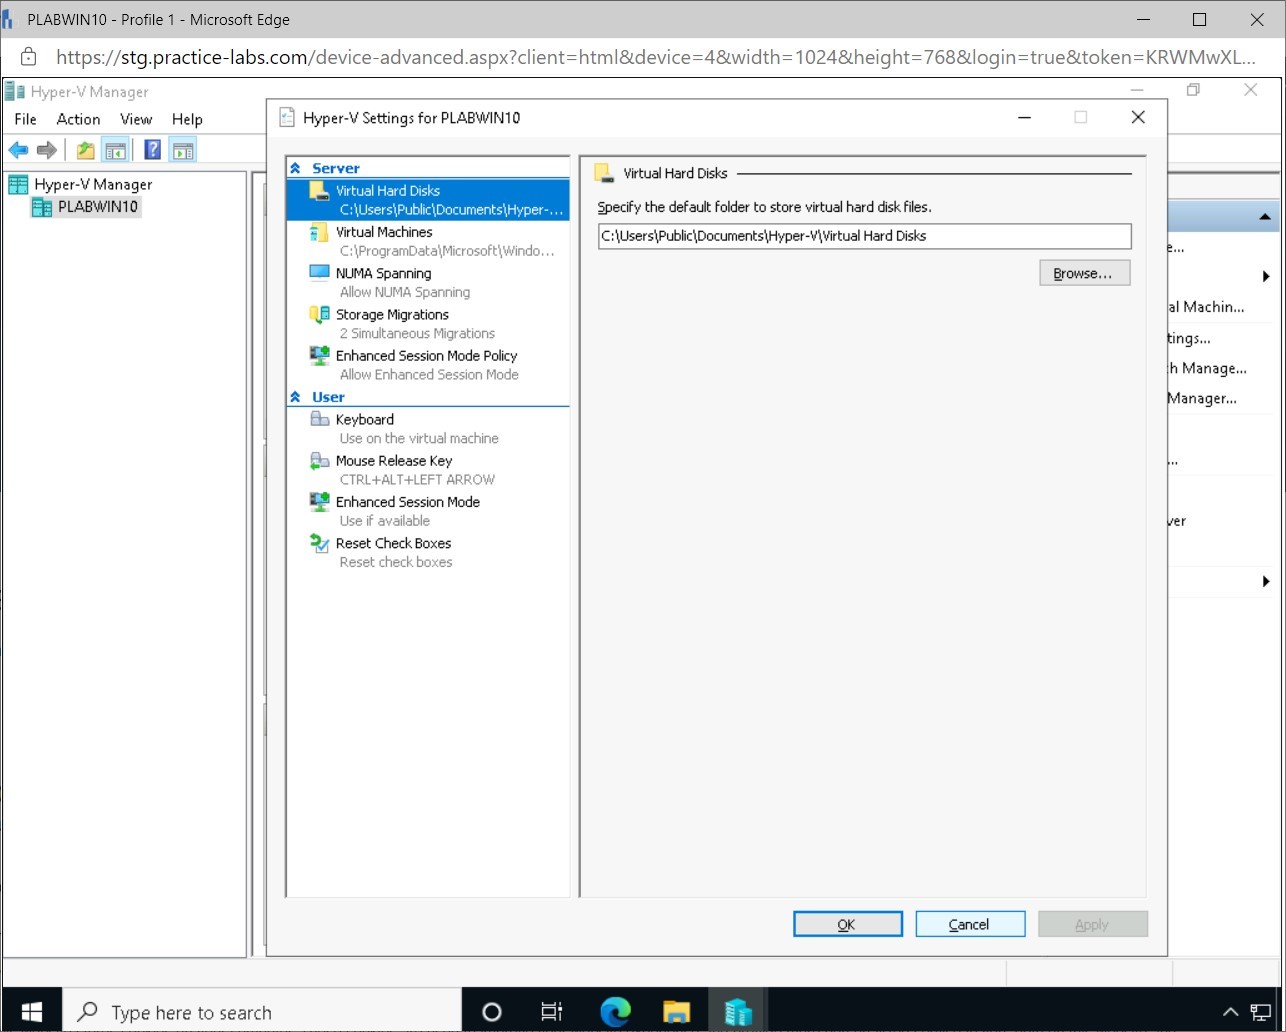 PLABWIN10 - Profile 1 - Microsoft Edge
https://stg.practice-labs.com/device-advanced.aspx?client=html&device=4&width=1024&height=768&login=true&token=KRWMwXL...
Hyper-V Manager
File Action View Help
Hyper-V Manager
PLABWIN10
Hyper-V Settings for PLABWIN10
Server
Virtual Hard Disks
C:\Users\Public\Documents\Hyper-...
Virtual Machines
C:\ProgramData\Microsoft\Windo...
NUMA Spanning
Allow NUMA Spanning
Storage Migrations
2 Simultaneous Migrations
Enhanced Session Mode Policy
Allow Enhanced Session Mode
User
Keyboard
Use on the virtual machine
Mouse Release Key
CTRL+ALT+LEFT ARROW
Enhanced Session Mode
Use if available
Reset Check Boxes
Reset check boxes
Virtual Hard Disks
Specify the default folder to store virtual hard disk files.
C:\Users\Public\Documents\Hyper-V\Virtual Hard Disks
Browse...
OK Cancel Apply
e...
al Machin...
tings...
h Manage...
Manager...
...
ver
Type here to search